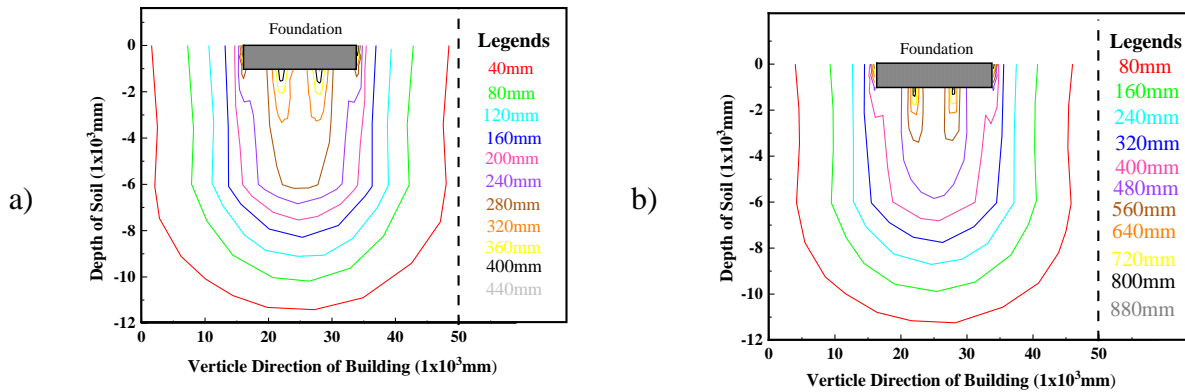 a)
Foundation
Legends
40mm
80mm
120mm
160mm
200mm
240mm
280mm
320mm
360mm
400mm
440mm
0
-2
-4
-6
-8
-10
-12
Depth of Soil (1x10³mm)
0 10 20 30 40 50
Verticle Direction of Building (1x10³mm)
b)
Foundation
Legends
80mm
160mm
240mm
320mm
400mm
480mm
560mm
640mm
720mm
800mm
880mm
0
-2
-4
-6
-8
-10
-12
Depth of Soil (1x10³mm)
0 10 20 30 40 50
Verticle Direction of Building (1x10³mm)